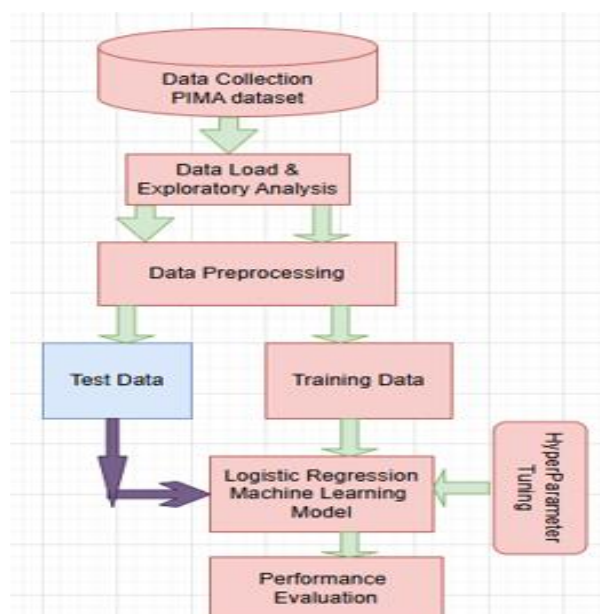 Data Collection
PIMA dataset
Data Load &
Exploratory Analysis
Data Preprocessing
Test Data
Training Data
Logistic Regression
Machine Learning
Model
HyperParameter
Tuning
Performance
Evaluation